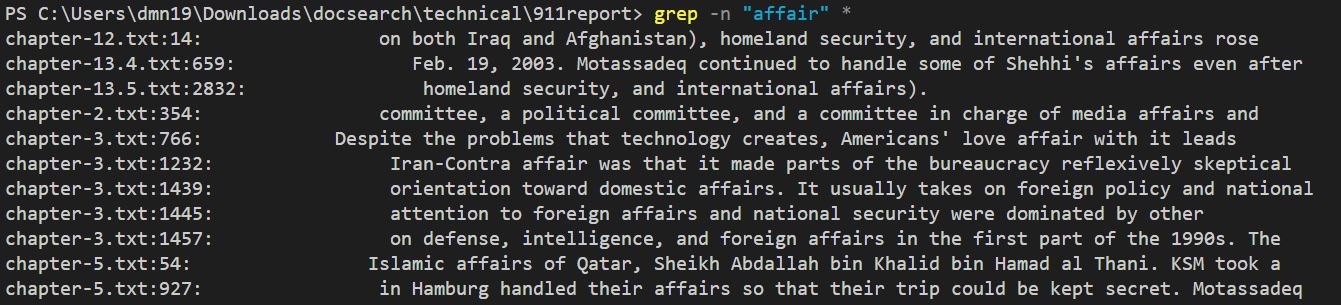 PS C:\Users\dmn19\Downloads\docsearch\technical\911report> grep -n "affair" *
chapter-12.txt:14:                on both Iraq and Afghanistan), homeland security, and international affairs rose
chapter-13.4.txt:659:                Feb. 19, 2003. Motassadeq continued to handle some of Shehhi's affairs even after
chapter-13.5.txt:2832:                homeland security, and international affairs).
chapter-2.txt:354:                committee, a political committee, and a committee in charge of media affairs and
chapter-3.txt:766:            Despite the problems that technology creates, Americans' love affair with it leads
chapter-3.txt:1232:                Iran-Contra affair was that it made parts of the bureaucracy reflexively skeptical
chapter-3.txt:1439:                orientation toward domestic affairs. It usually takes on foreign policy and national
chapter-3.txt:1445:                attention to foreign affairs and national security were dominated by other
chapter-3.txt:1457:                on defense, intelligence, and foreign affairs in the first part of the 1990s. The
chapter-5.txt:54:                Islamic affairs of Qatar, Sheikh Abdallah bin Khalid bin Hamad al Thani. KSM took a
chapter-5.txt:927:                in Hamburg handled their affairs so that their trip could be kept secret. Motassadeq